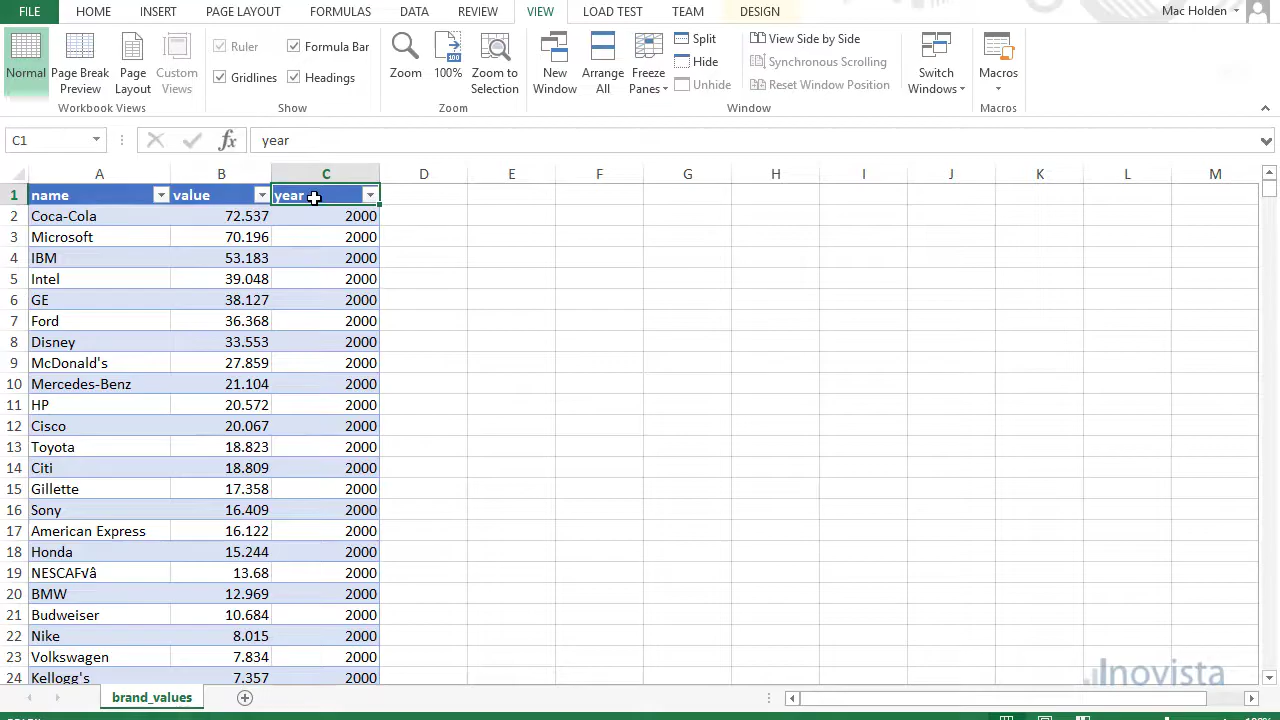 FILE HOME INSERT PAGE LAYOUT FORMULAS DATA REVIEW VIEW LOAD TEST TEAM DESIGN Mac Holden
Normal Page Break Preview Page Layout Custom Views
Ruler Formula Bar
Gridlines Headings
Zoom 100% Zoom to Selection
New Window Arrange All Freeze Panes
Split
Hide
Unhide
View Side by Side
Synchronous Scrolling
Reset Window Position
Switch Windows Macros
Workbook Views Show Zoom Window Macros
C1 fx year
A B C D E F G H I J K L M
1 name value year
2 Coca-Cola 72.537 2000
3 Microsoft 70.196 2000
4 IBM 53.183 2000
5 Intel 39.048 2000
6 GE 38.127 2000
7 Ford 36.368 2000
8 Disney 33.553 2000
9 McDonald's 27.859 2000
10 Mercedes-Benz 21.104 2000
11 HP 20.572 2000
12 Cisco 20.067 2000
13 Toyota 18.823 2000
14 Citi 18.809 2000
15 Gillette 17.358 2000
16 Sony 16.409 2000
17 American Express 16.122 2000
18 Honda 15.244 2000
19 NESCAF√â 13.68 2000
20 BMW 12.969 2000
21 Budweiser 10.684 2000
22 Nike 8.015 2000
23 Volkswagen 7.834 2000
24 Kellogg's 7.357 2000
Inovista
brand_values